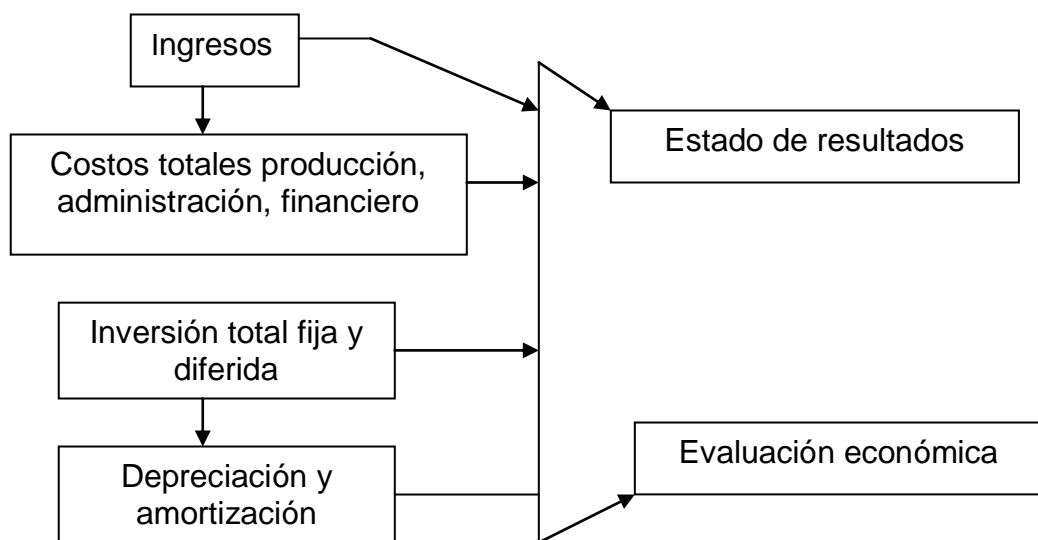 Ingresos
Estado de resultados
Costos totales producción,
administración, financiero
Inversión total fija y
diferida
Evaluación económica
Depreciación y
amortización